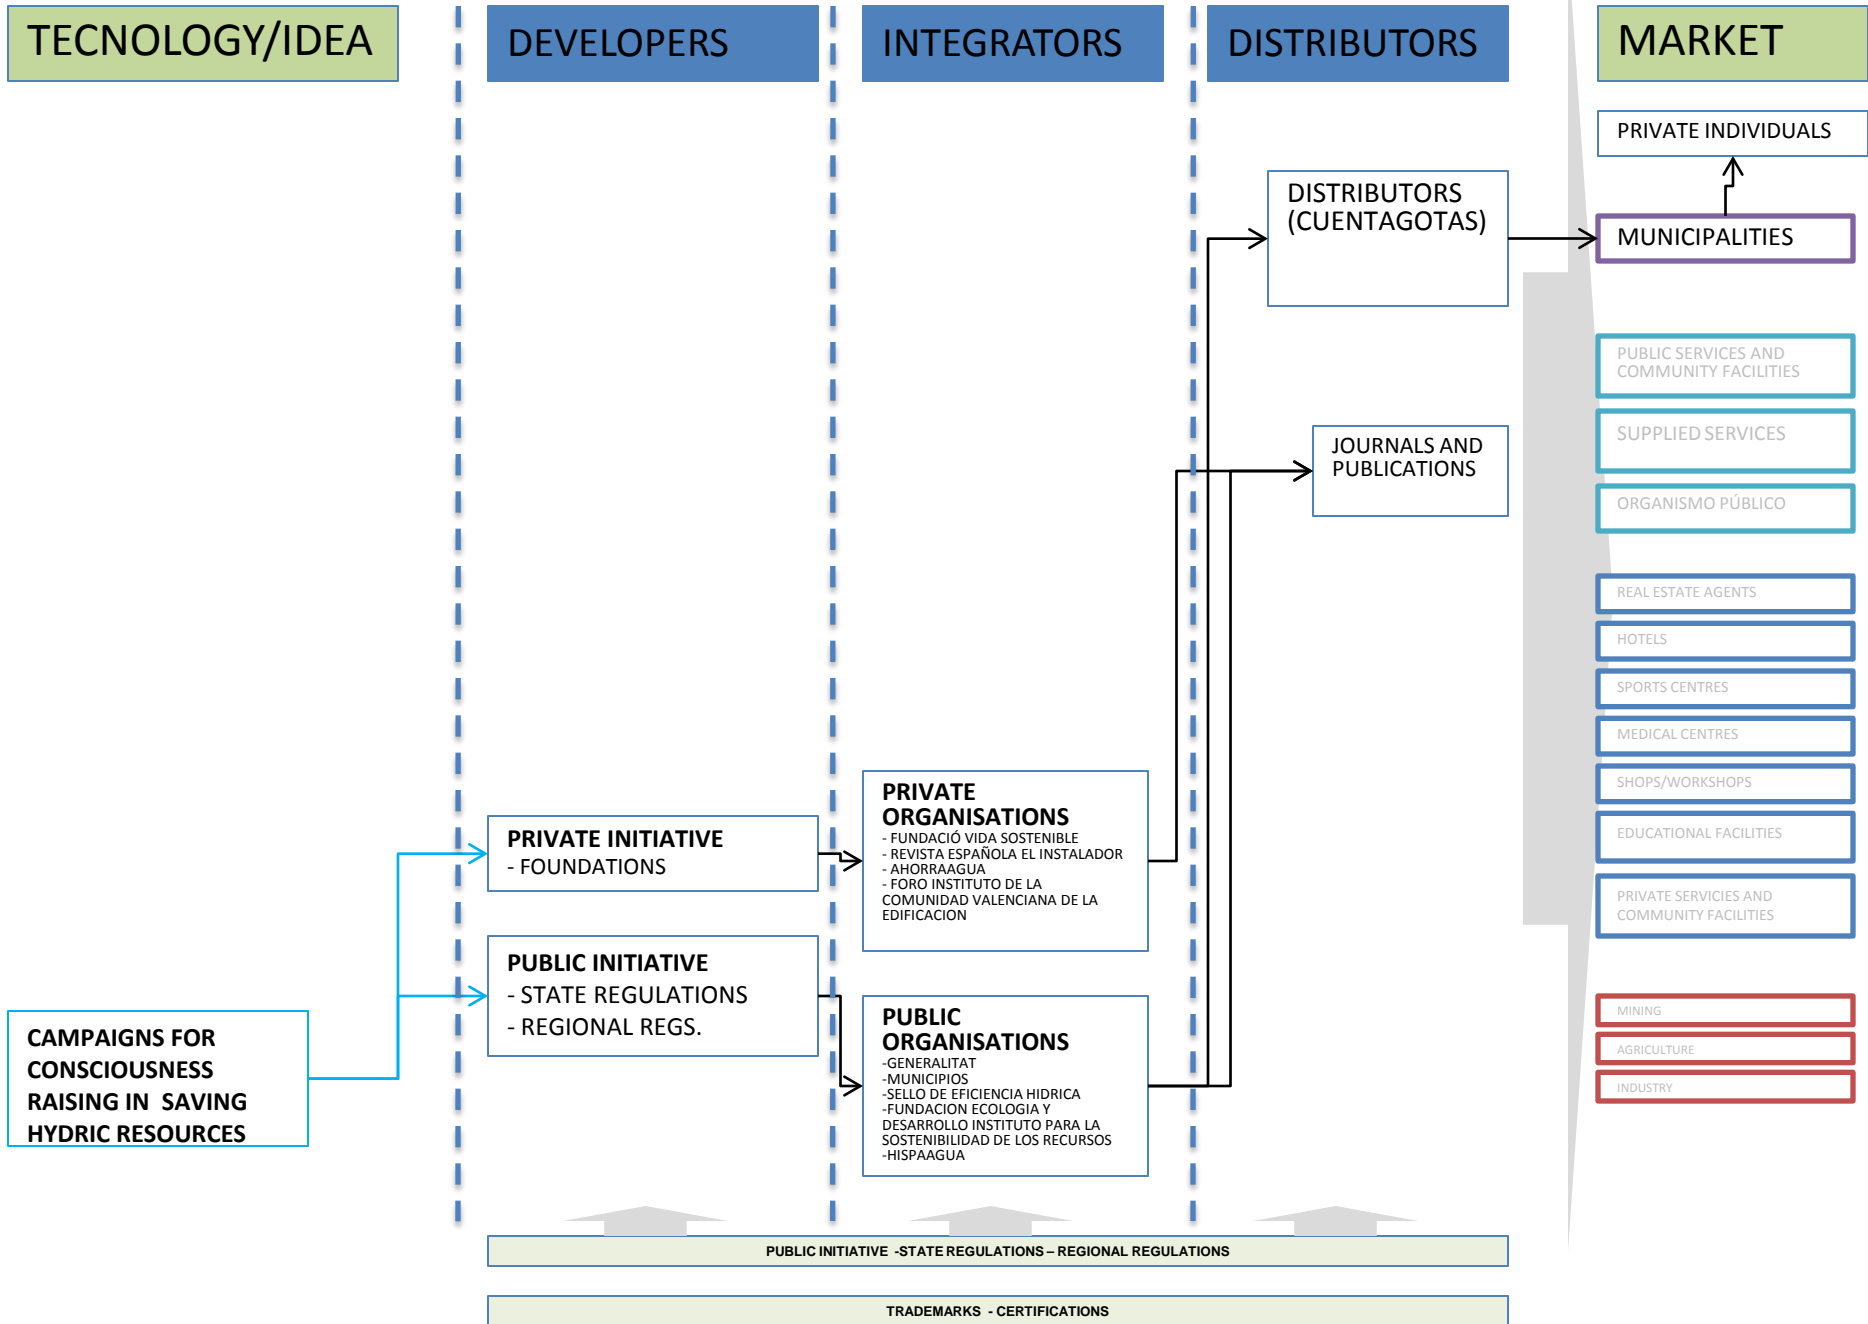 TECNOLOGY/IDEA
DEVELOPERS
INTEGRATORS
DISTRIBUTORS
MARKET
PRIVATE INDIVIDUALS
DISTRIBUTORS
(CUENTAGOTAS)
MUNICIPALITIES
PUBLIC SERVICES AND
COMMUNITY FACILITIES
SUPPLIED SERVICES
JOURNALS AND
PUBLICATIONS
ORGANISMO PÚBLICO
REAL ESTATE AGENTS
HOTELS
SPORTS CENTRES
MEDICAL CENTRES
SHOPS/WORKSHOPS
EDUCATIONAL FACILITIES
PRIVATE SERVICIES AND
COMMUNITY FACILITIES
MINING
AGRICULTURE
INDUSTRY
PRIVATE INITIATIVE
- FOUNDATIONS
PRIVATE
ORGANISATIONS
- FUNDACIÓ VIDA SOSTENIBLE
- REVISTA ESPAÑOLA EL INSTALADOR
- AHORRAAGUA
- FORO INSTITUTO DE LA
COMUNIDAD VALENCIANA DE LA
EDIFICACION
PUBLIC INITIATIVE
- STATE REGULATIONS
- REGIONAL REGS.
PUBLIC
ORGANISATIONS
-GENERALITAT
-MUNICIPIOS
-SELLO DE EFICIENCIA HIDRICA
-FUNDACION ECOLOGIA Y
DESARROLLO INSTITUTO PARA LA
SOSTENIBILIDAD DE LOS RECURSOS
-HISPAAGUA
CAMPAIGNS FOR
CONSCIOUSNESS
RAISING IN  SAVING
HYDRIC RESOURCES
PUBLIC INITIATIVE -STATE REGULATIONS – REGIONAL REGULATIONS
TRADEMARKS - CERTIFICATIONS